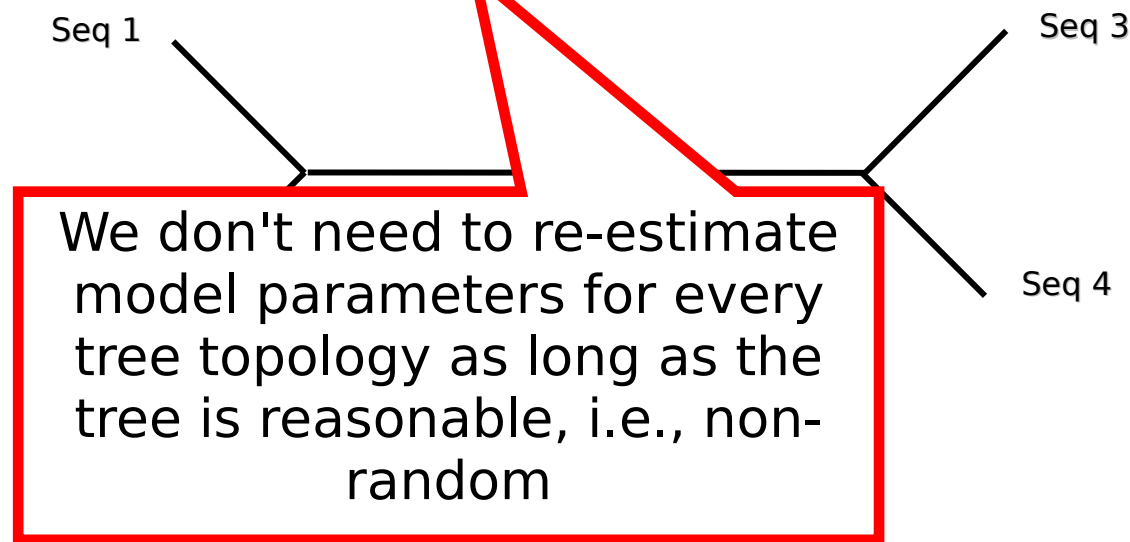 Seq 1
Seq 3
We don't need to re-estimate
model parameters for every
tree topology as long as the
tree is reasonable, i.e., non-
random
Seq 4